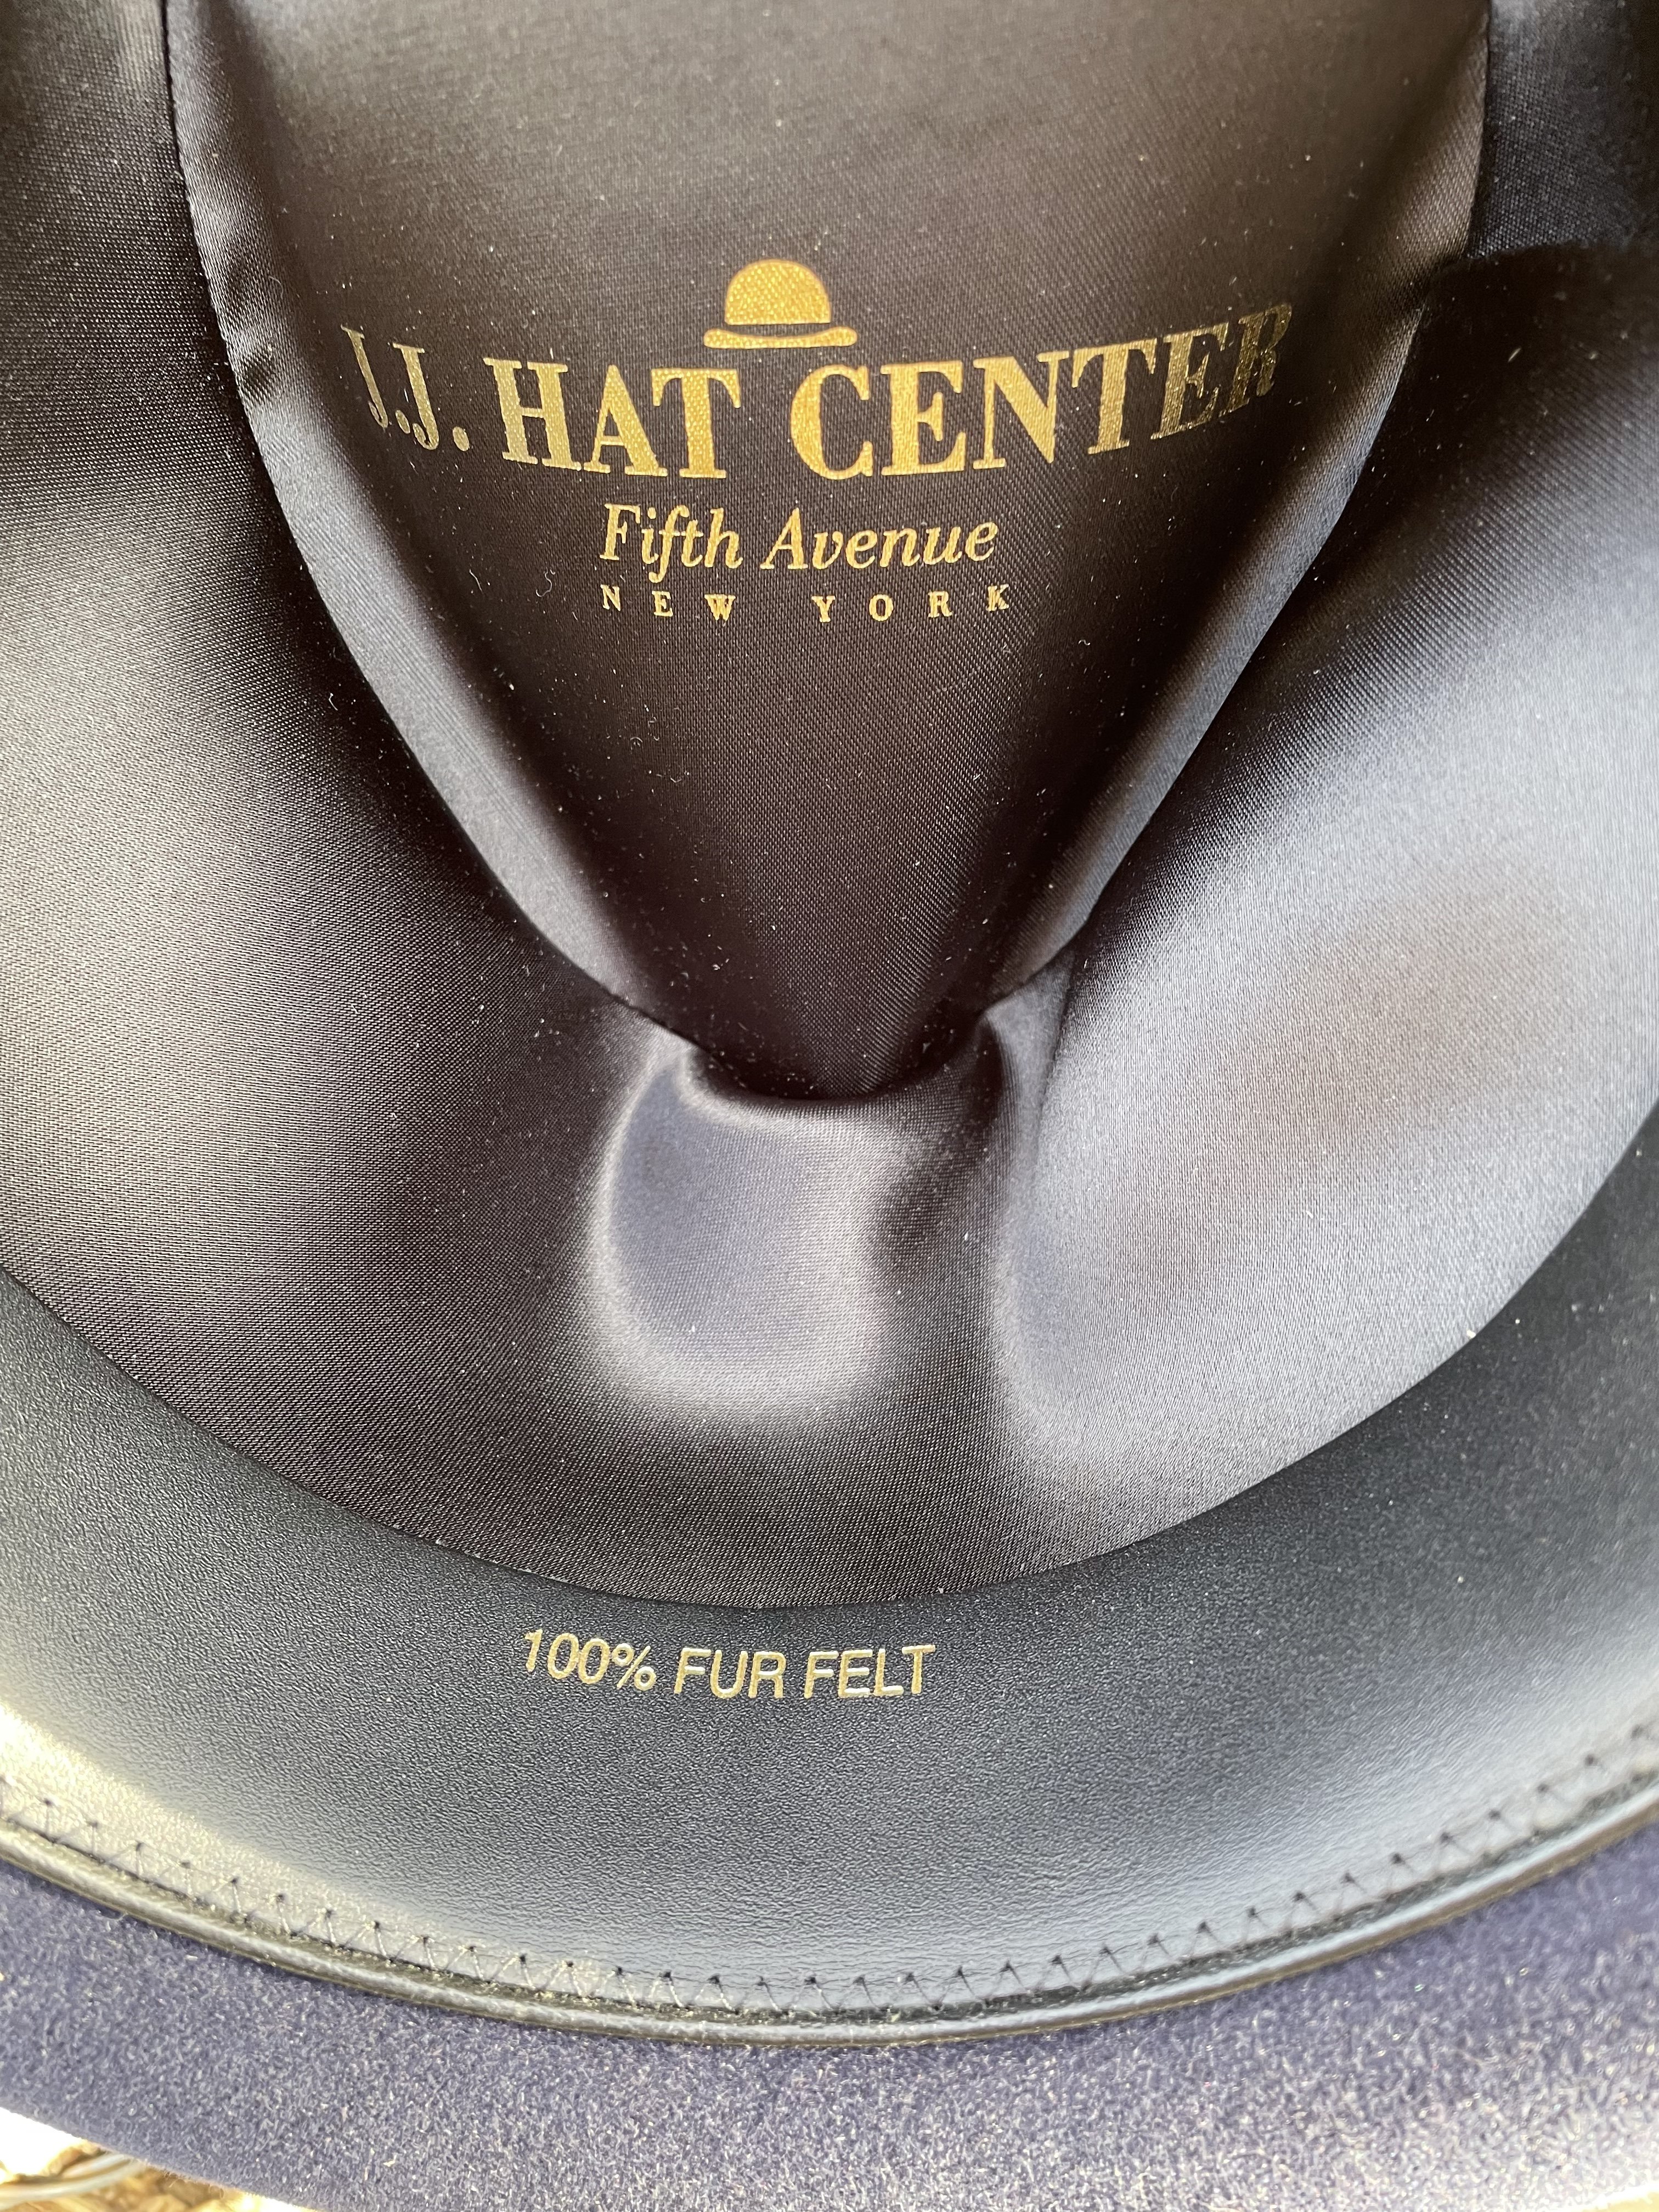 J.J. HAT CENTER
Fifth Avenue
NEW YORK
100% FUR FELT